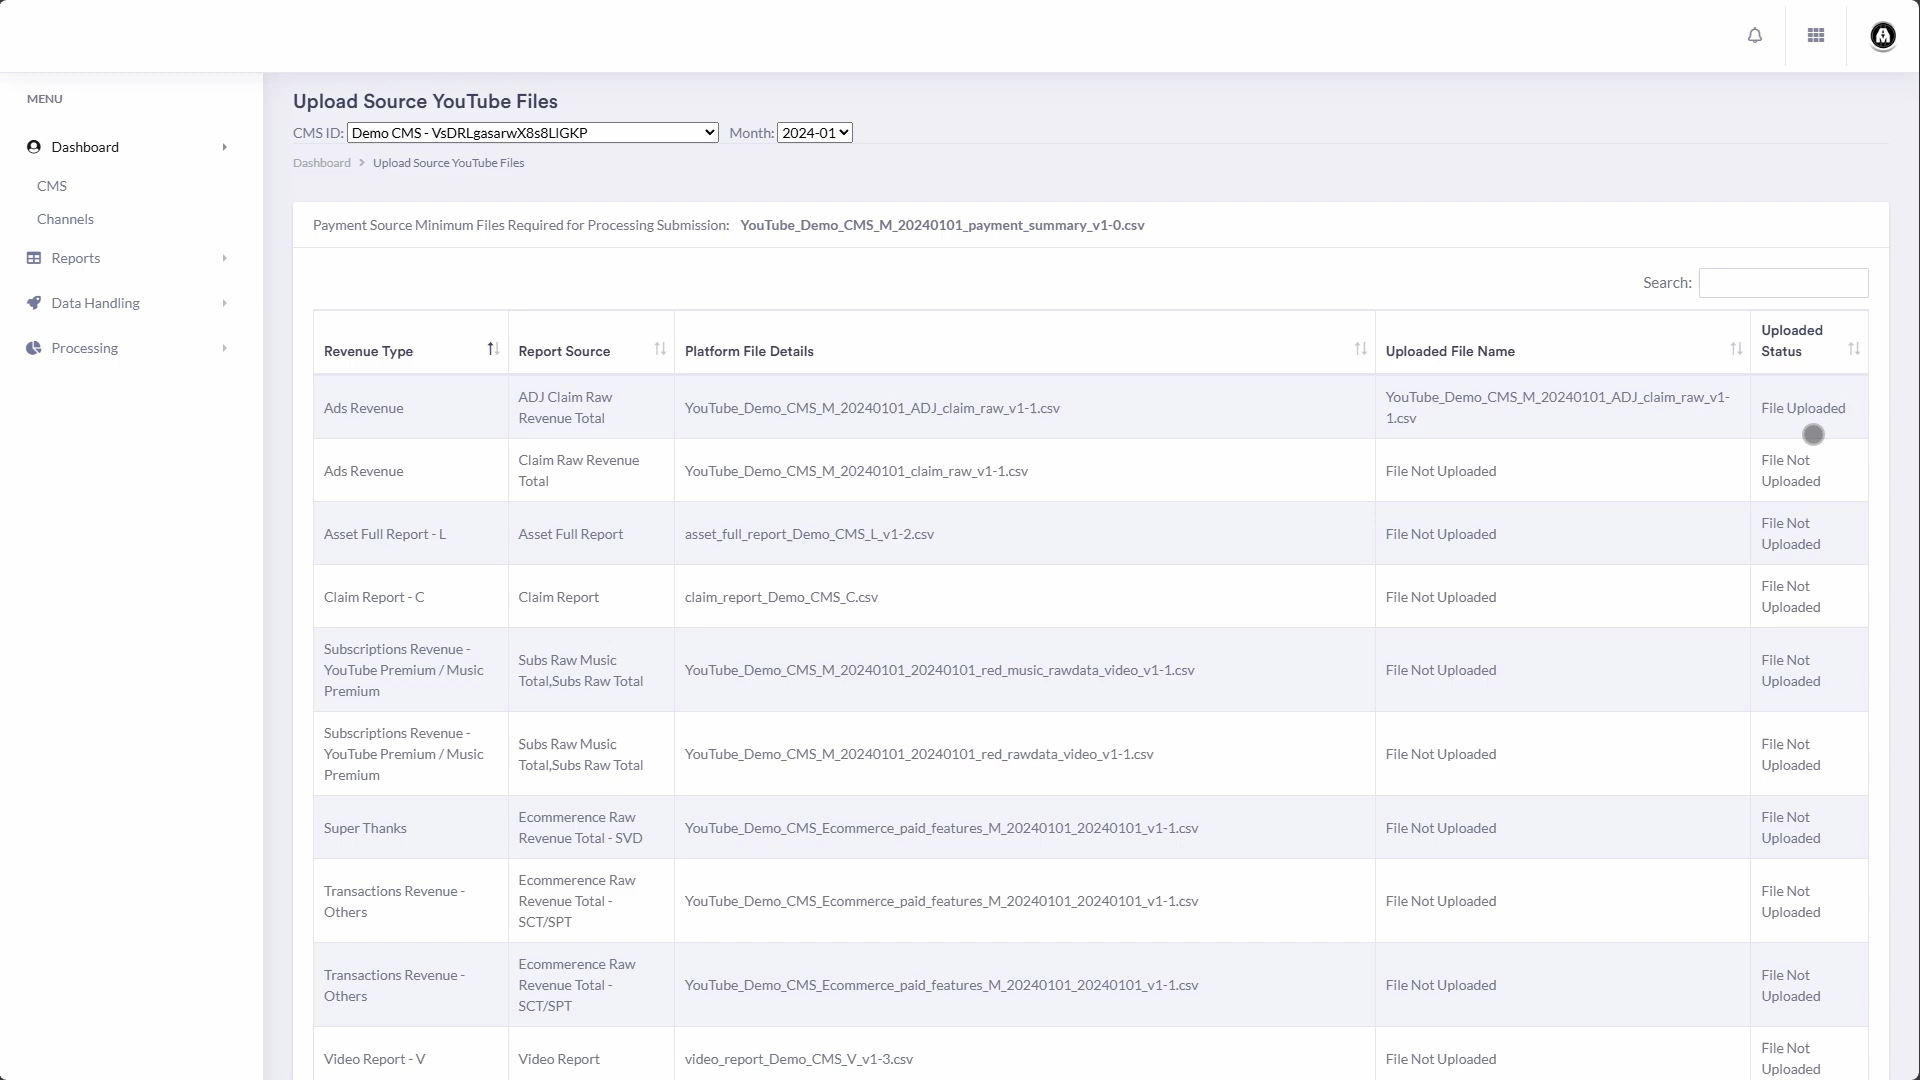 MENU
Dashboard
CMS
Channels
Reports
Data Handling
Processing
Upload Source YouTube Files
CMS ID: Demo CMS - VsDRLgasarwX8s8LlGKP Month: 2024-01
Dashboard > Upload Source YouTube Files
Payment Source Minimum Files Required for Processing Submission: YouTube_Demo_CMS_M_20240101_payment_summary_v1-0.csv
Search:
Revenue Type
Report Source
Platform File Details
Uploaded File Name
Uploaded
Status
Ads Revenue
ADJ Claim Raw
Revenue Total
YouTube_Demo_CMS_M_20240101_ADJ_claim_raw_v1-1.csv
YouTube_Demo_CMS_M_20240101_ADJ_claim_raw_v1-
1.csv
File Uploaded
Ads Revenue
Claim Raw Revenue
Total
YouTube_Demo_CMS_M_20240101_claim_raw_v1-1.csv
File Not Uploaded
File Not
Uploaded
Asset Full Report - L
Asset Full Report
asset_full_report_Demo_CMS_L_v1-2.csv
File Not Uploaded
File Not
Uploaded
Claim Report - C
Claim Report
claim_report_Demo_CMS_C.csv
File Not Uploaded
File Not
Uploaded
Subscriptions Revenue -
YouTube Premium / Music
Premium
Subs Raw Music
Total,Subs Raw Total
YouTube_Demo_CMS_M_20240101_20240101_red_music_rawdata_video_v1-1.csv
File Not Uploaded
File Not
Uploaded
Subscriptions Revenue -
YouTube Premium / Music
Premium
Subs Raw Music
Total,Subs Raw Total
YouTube_Demo_CMS_M_20240101_20240101_red_rawdata_video_v1-1.csv
File Not Uploaded
File Not
Uploaded
Super Thanks
Ecommerence Raw
Revenue Total - SVD
YouTube_Demo_CMS_Ecommerce_paid_features_M_20240101_20240101_v1-1.csv
File Not Uploaded
File Not
Uploaded
Transactions Revenue -
Others
Ecommerence Raw
Revenue Total -
SCT/SPT
YouTube_Demo_CMS_Ecommerce_paid_features_M_20240101_20240101_v1-1.csv
File Not Uploaded
File Not
Uploaded
Transactions Revenue -
Others
Ecommerence Raw
Revenue Total -
SCT/SPT
YouTube_Demo_CMS_Ecommerce_paid_features_M_20240101_20240101_v1-1.csv
File Not Uploaded
File Not
Uploaded
Video Report - V
Video Report
video_report_Demo_CMS_V_v1-3.csv
File Not Uploaded
File Not
Uploaded